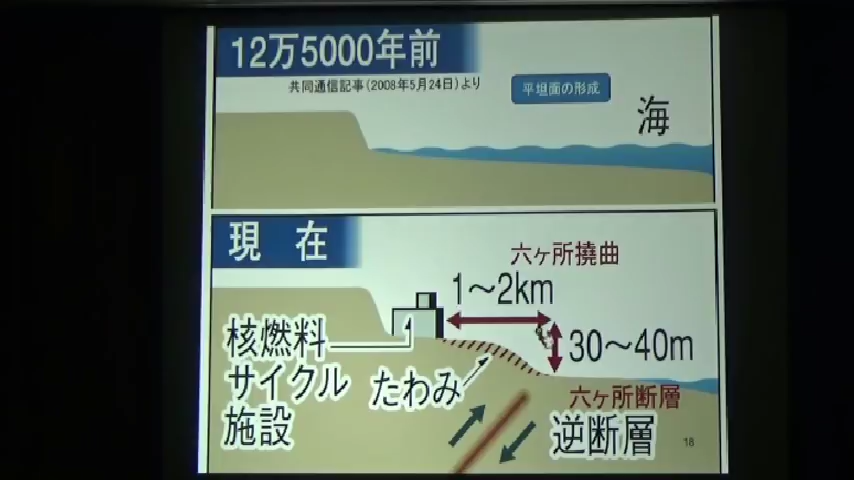 12万5000年前
共同通信記事(2008年5月24日)より
平坦面の形成
海
現 在
六ヶ所撓曲
1～2km
30～40m
核燃料
サイクル
施設
たわみ
六ヶ所断層
逆断層
18